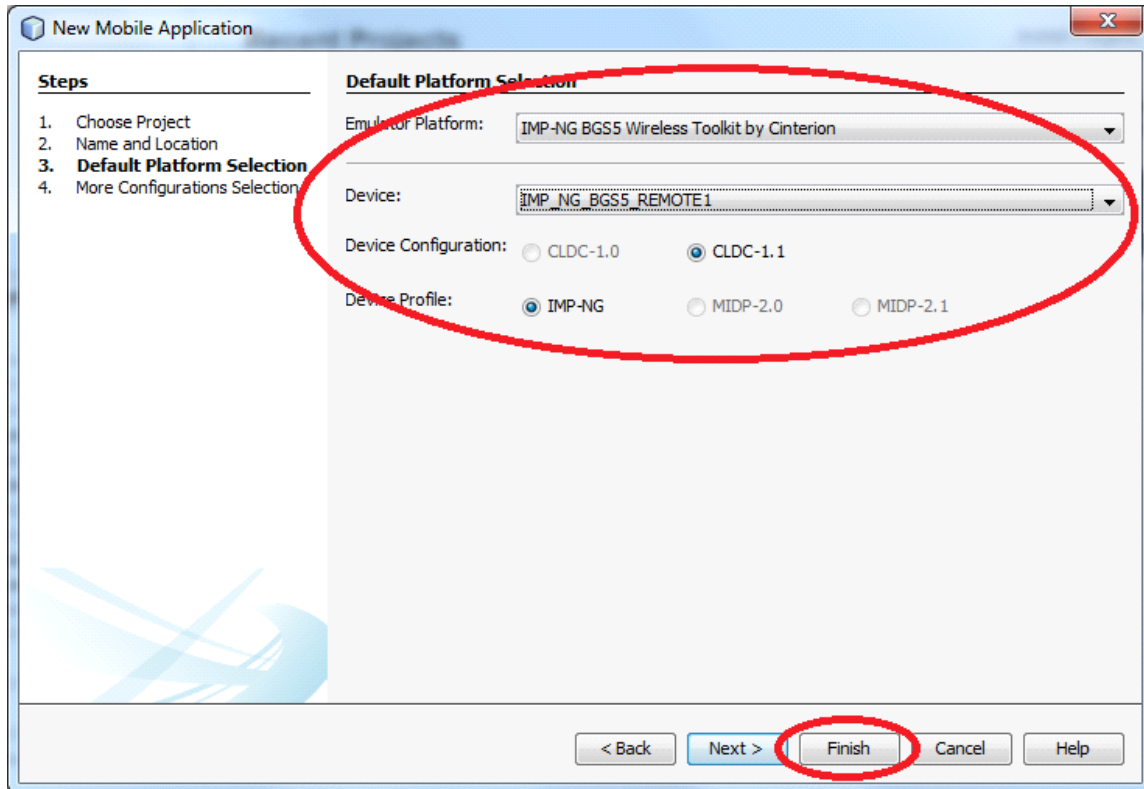 New Mobile Application
Recent Projects
Steps
1. Choose Project
2. Name and Location
3. Default Platform Selection
4. More Configurations Selection
Default Platform Selection
Emulator Platform: IMP-NG BGS5 Wireless Toolkit by Cinterion
Device: IMP_NG_BGS5_REMOTE1
Device Configuration: CLDC-1.0 CLDC-1.1
Device Profile: IMP-NG MIDP-2.0 MIDP-2.1
< Back Next > Finish Cancel Help